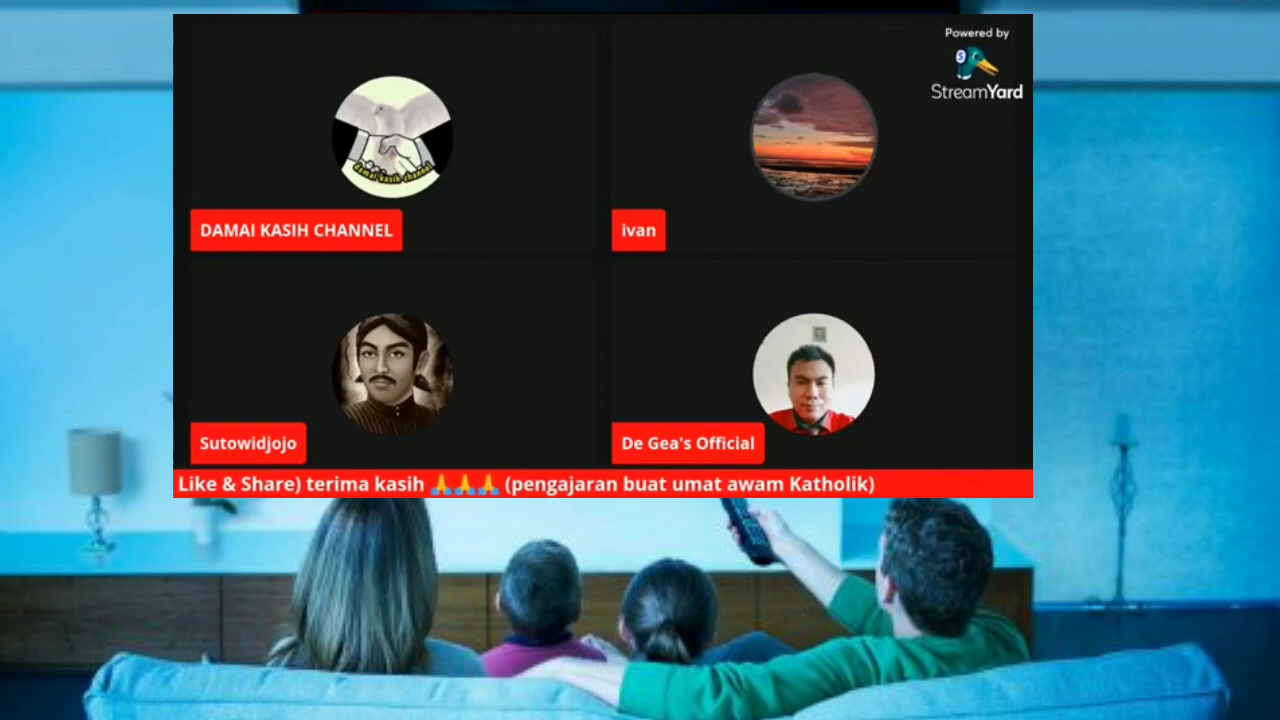 Powered by
StreamYard
damai kasih channel
DAMAI KASIH CHANNEL
ivan
Sutowidjojo
De Gea's Official
Like & Share) terima kasih 🙏🙏🙏 (pengajaran buat umat awam Katholik)